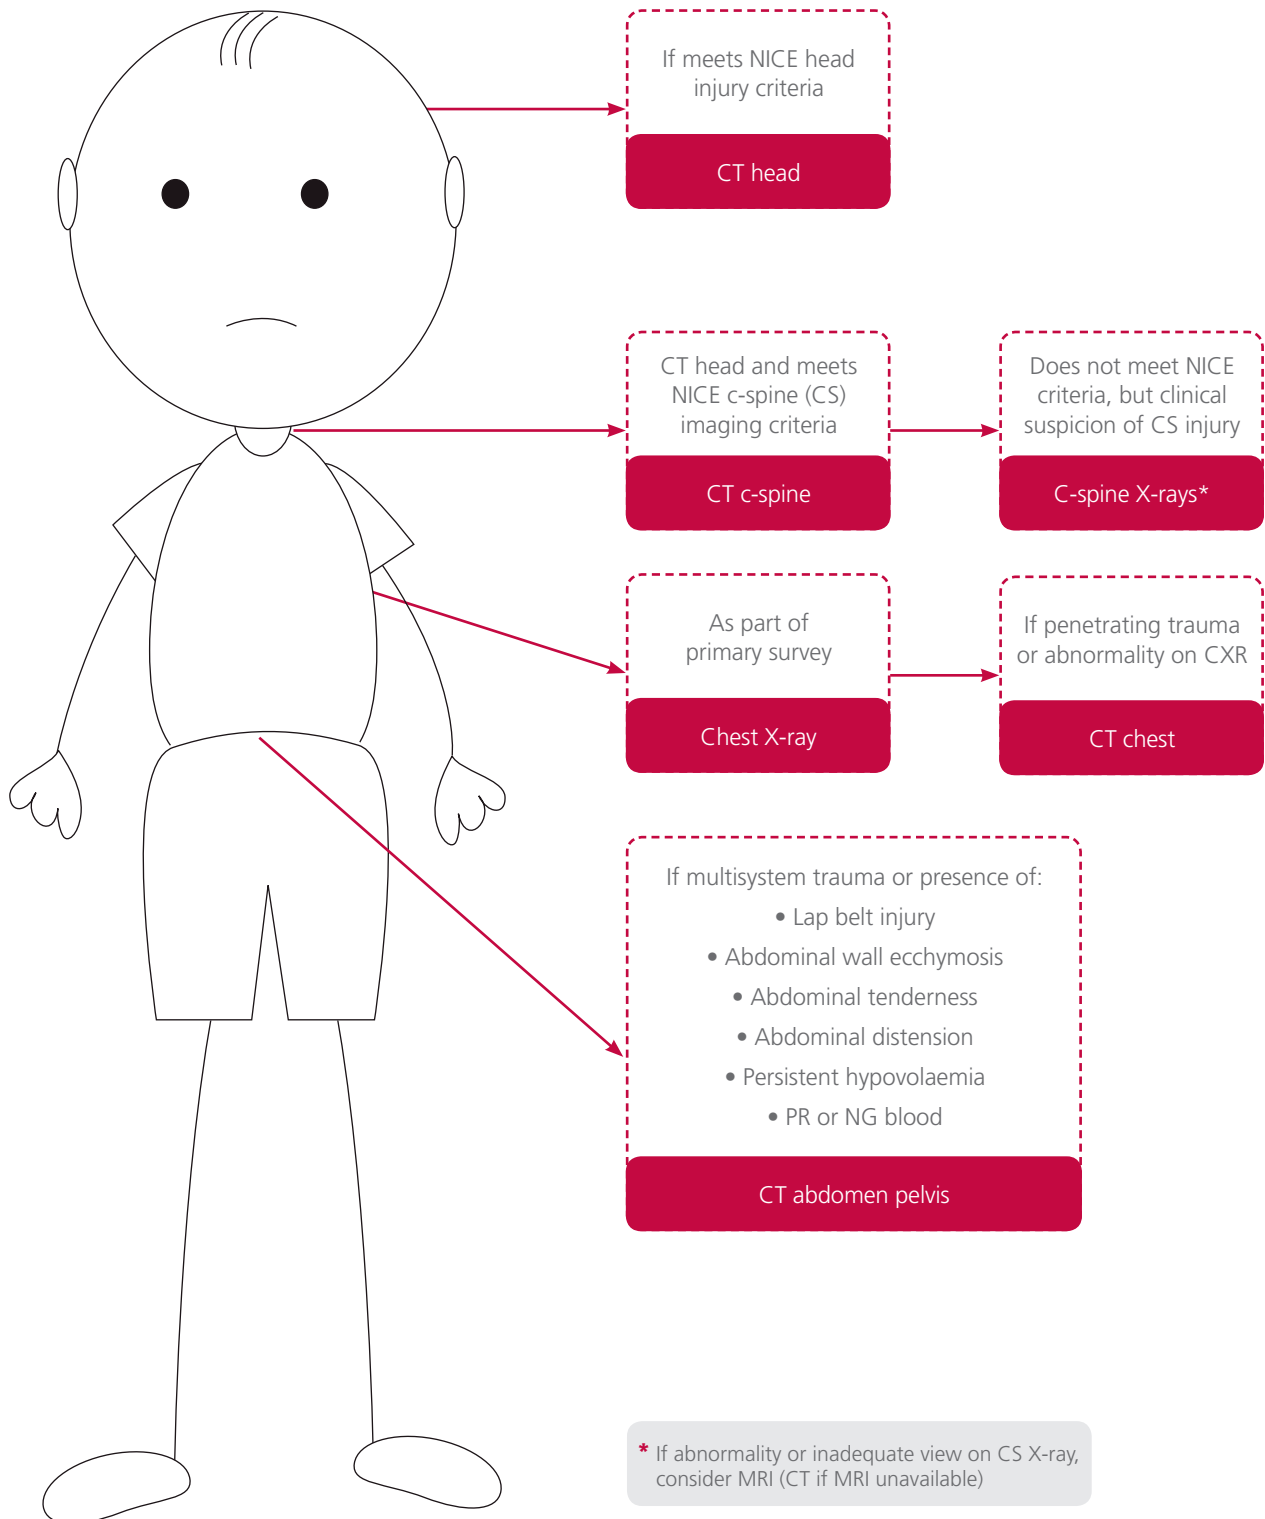 If meets NICE head
injury criteria
CT head
CT head and meets
NICE c-spine (CS)
imaging criteria
CT c-spine
Does not meet NICE
criteria, but clinical
suspicion of CS injury
C-spine X-rays*
As part of
primary survey
Chest X-ray
If penetrating trauma
or abnormality on CXR
CT chest
If multisystem trauma or presence of:
• Lap belt injury
• Abdominal wall ecchymosis
• Abdominal tenderness
• Abdominal distension
• Persistent hypovolaemia
• PR or NG blood
CT abdomen pelvis
* If abnormality or inadequate view on CS X-ray,
consider MRI (CT if MRI unavailable)